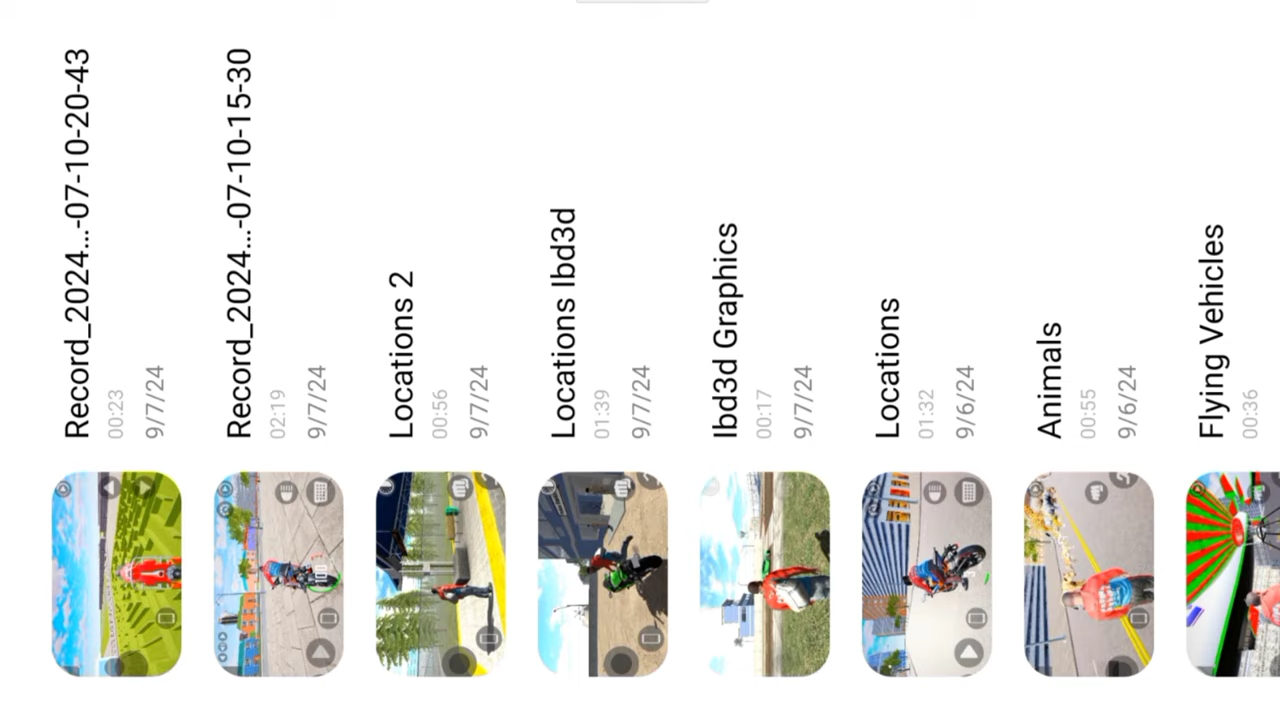 Record_2024...-07-10-20-43
00:23
9/7/24
Record_2024...-07-10-15-30
02:19
9/7/24
Locations 2
00:56
9/7/24
Locations Ibd3d
01:39
9/7/24
Ibd3d Graphics
00:17
9/7/24
Locations
01:32
9/6/24
Animals
00:55
9/6/24
Flying Vehicles
00:36